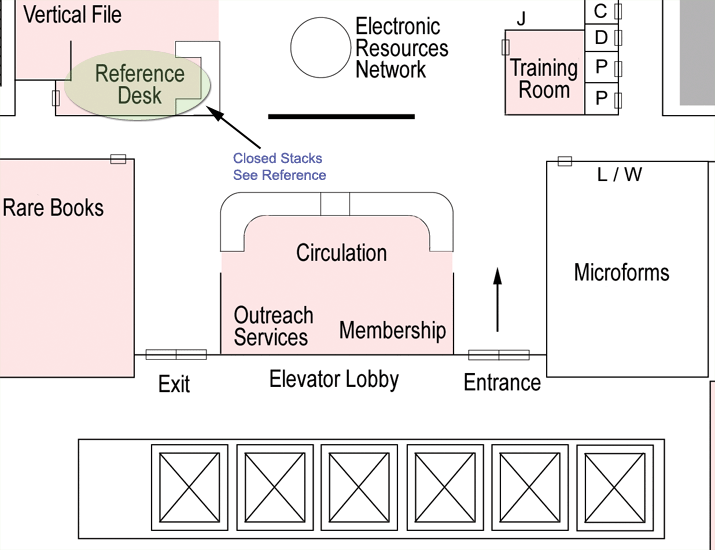 Vertical File
Reference
Desk
Electronic
Resources
Network
J
Training
Room
C
D
P
P
Closed Stacks
See Reference
Rare Books
L / W
Circulation
Microforms
Outreach
Services
Membership
Exit
Elevator Lobby
Entrance